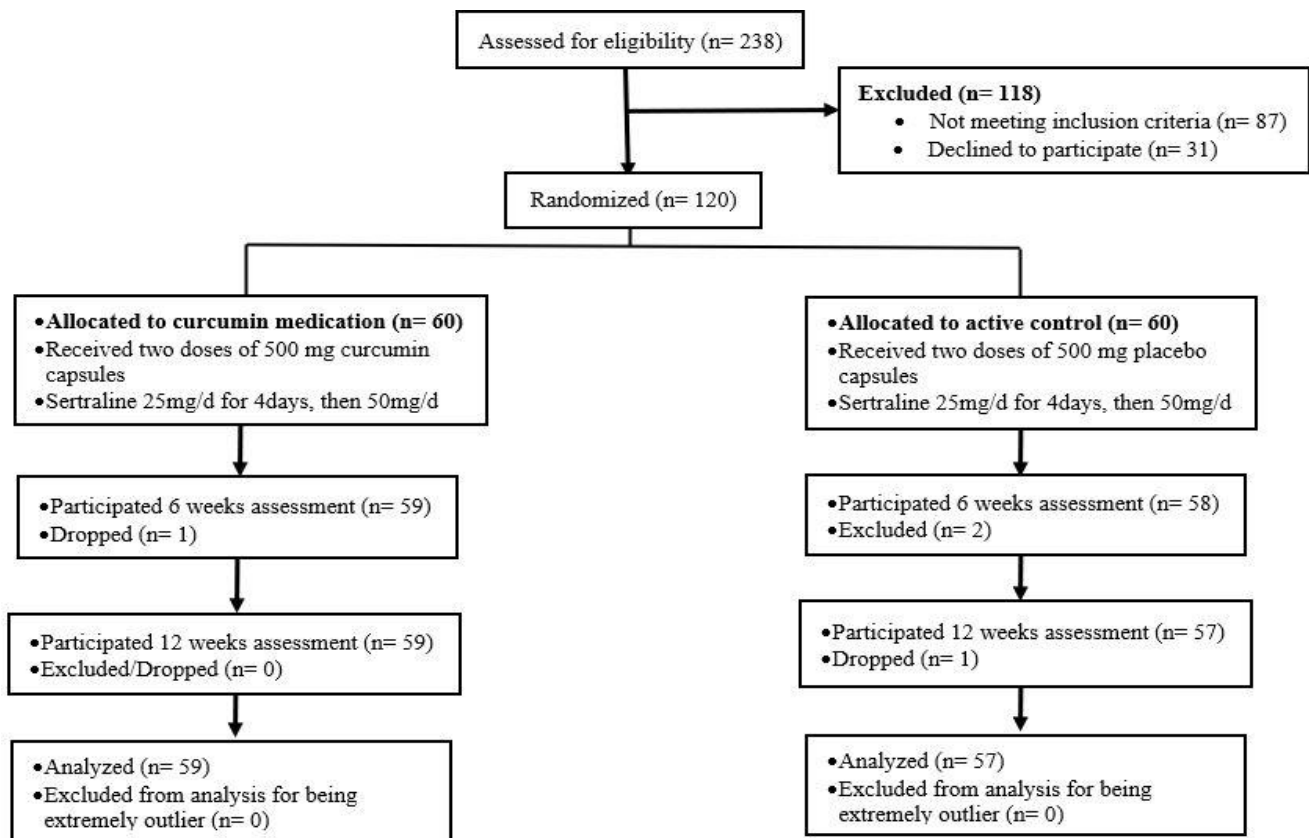 Assessed for eligibility (n= 238)
Excluded (n= 118)
• Not meeting inclusion criteria (n= 87)
• Declined to participate (n= 31)
Randomized (n= 120)
•Allocated to curcumin medication (n= 60)
•Received two doses of 500 mg curcumin
capsules
•Sertraline 25mg/d for 4days, then 50mg/d
•Allocated to active control (n= 60)
•Received two doses of 500 mg placebo
capsules
•Sertraline 25mg/d for 4days, then 50mg/d
•Participated 6 weeks assessment (n= 59)
•Dropped (n= 1)
•Participated 6 weeks assessment (n= 58)
•Excluded (n= 2)
•Participated 12 weeks assessment (n= 59)
•Excluded/Dropped (n= 0)
•Participated 12 weeks assessment (n= 57)
•Dropped (n= 1)
•Analyzed (n= 59)
•Excluded from analysis for being
extremely outlier (n= 0)
•Analyzed (n= 57)
•Excluded from analysis for being
extremely outlier (n= 0)